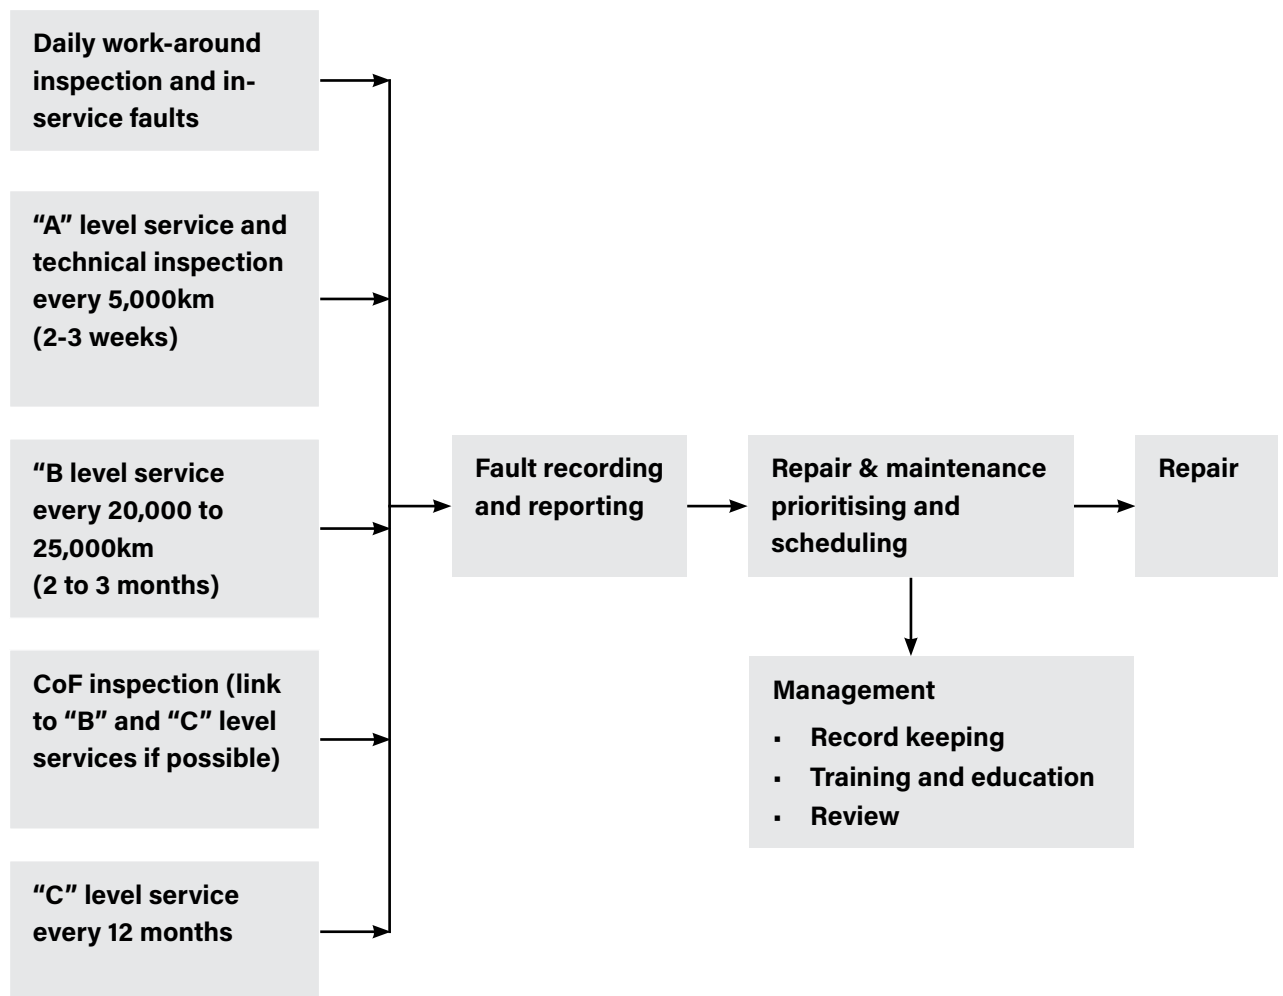 Daily work-around
inspection and in-
service faults
“A” level service and
technical inspection
every 5,000km
(2-3 weeks)
“B level service
every 20,000 to
25,000km
(2 to 3 months)
CoF inspection (link
to “B” and “C” level
services if possible)
“C” level service
every 12 months
Fault recording
and reporting
Repair & maintenance
prioritising and
scheduling
Repair
Management
▪ Record keeping
▪ Training and education
▪ Review